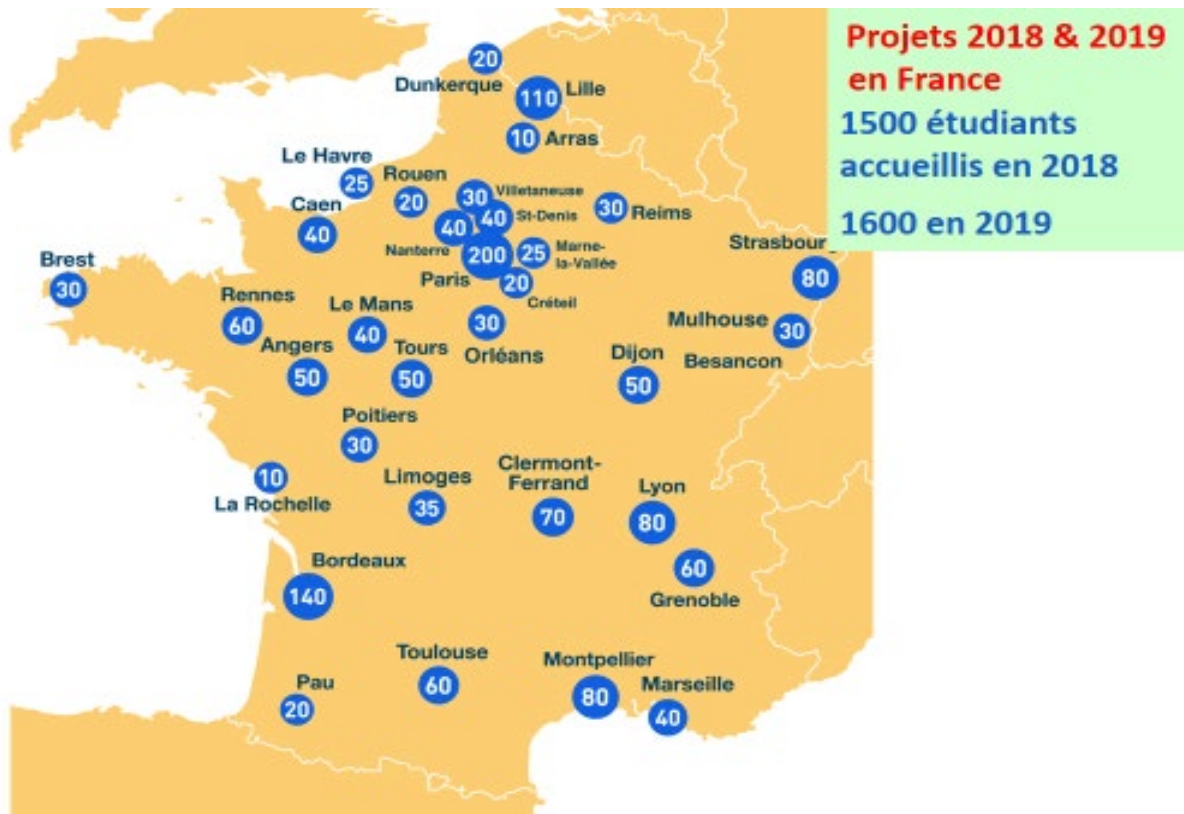 Projets 2018 & 2019
en France
1500 étudiants
accueillis en 2018
1600 en 2019
20
Dunkerque
110 Lille
10 Arras
Le Havre
25
Rouen
20
30 Villetaneuse
40 St-Denis
40
Nanterre
200
Paris
25 Marne-
la-Vallée
20
Créteil
30 Reims
Caen
40
Strasbourg
80
Brest
30
Rennes
60
Le Mans
40
30
Orléans
Mulhouse 30
Besancon
Angers
50
Tours
50
Dijon
50
Poitiers
30
10
La Rochelle
Limoges
35
Clermont-
Ferrand
70
Lyon
80
60
Grenoble
Bordeaux
140
Toulouse
60
Montpellier
80
Marseille
40
Pau
20